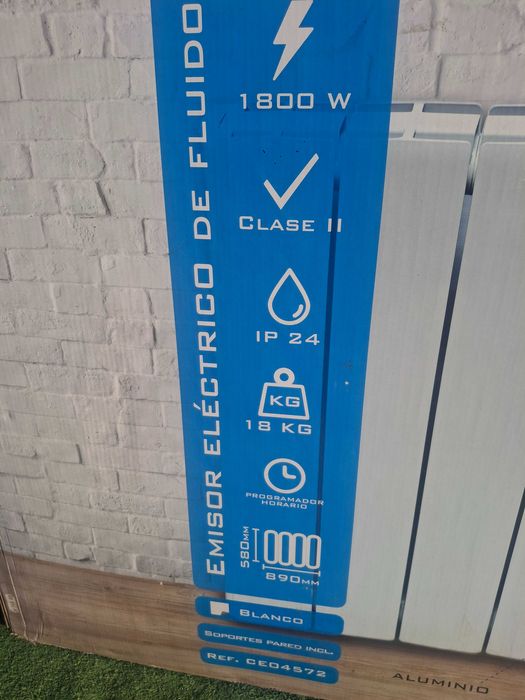 EMISOR ELÉCTRICO DE FLUIDO
1800 W
CLASE II
IP 24
KG
18 KG
PROGRAMADOR
HORARIO
580MM
890MM
BLANCO
SOPORTES PARED INCL.
REF. CE04572
ALUMINIO